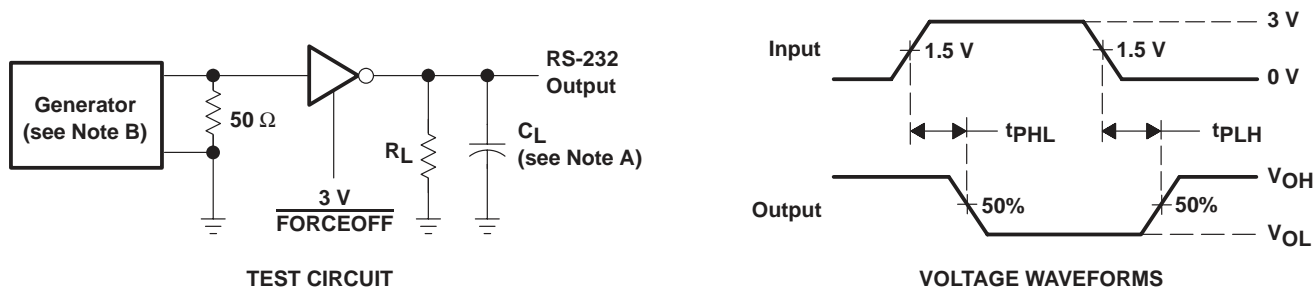 Generator
(see Note B)
50 Ω
3 V
FORCEOFF
RL
CL
(see Note A)
RS-232
Output
TEST CIRCUIT
Input
1.5 V
1.5 V
3 V
0 V
tPHL
tPLH
Output
50%
50%
VOH
VOL
VOLTAGE WAVEFORMS